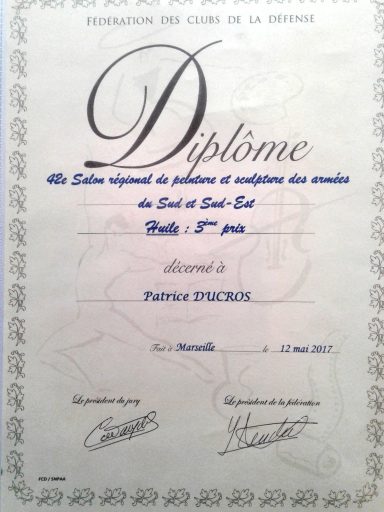 FÉDÉRATION DES CLUBS DE LA DÉFENSE
Diplôme
42e Salon régional de peinture et sculpture des armées
du Sud et Sud-Est
Huile : 3ème prix
décerné à
Patrice DUCROS
Fait à Marseille le 12 mai 2017
Le président du jury Le président de la fédération
FCD / SNPAA